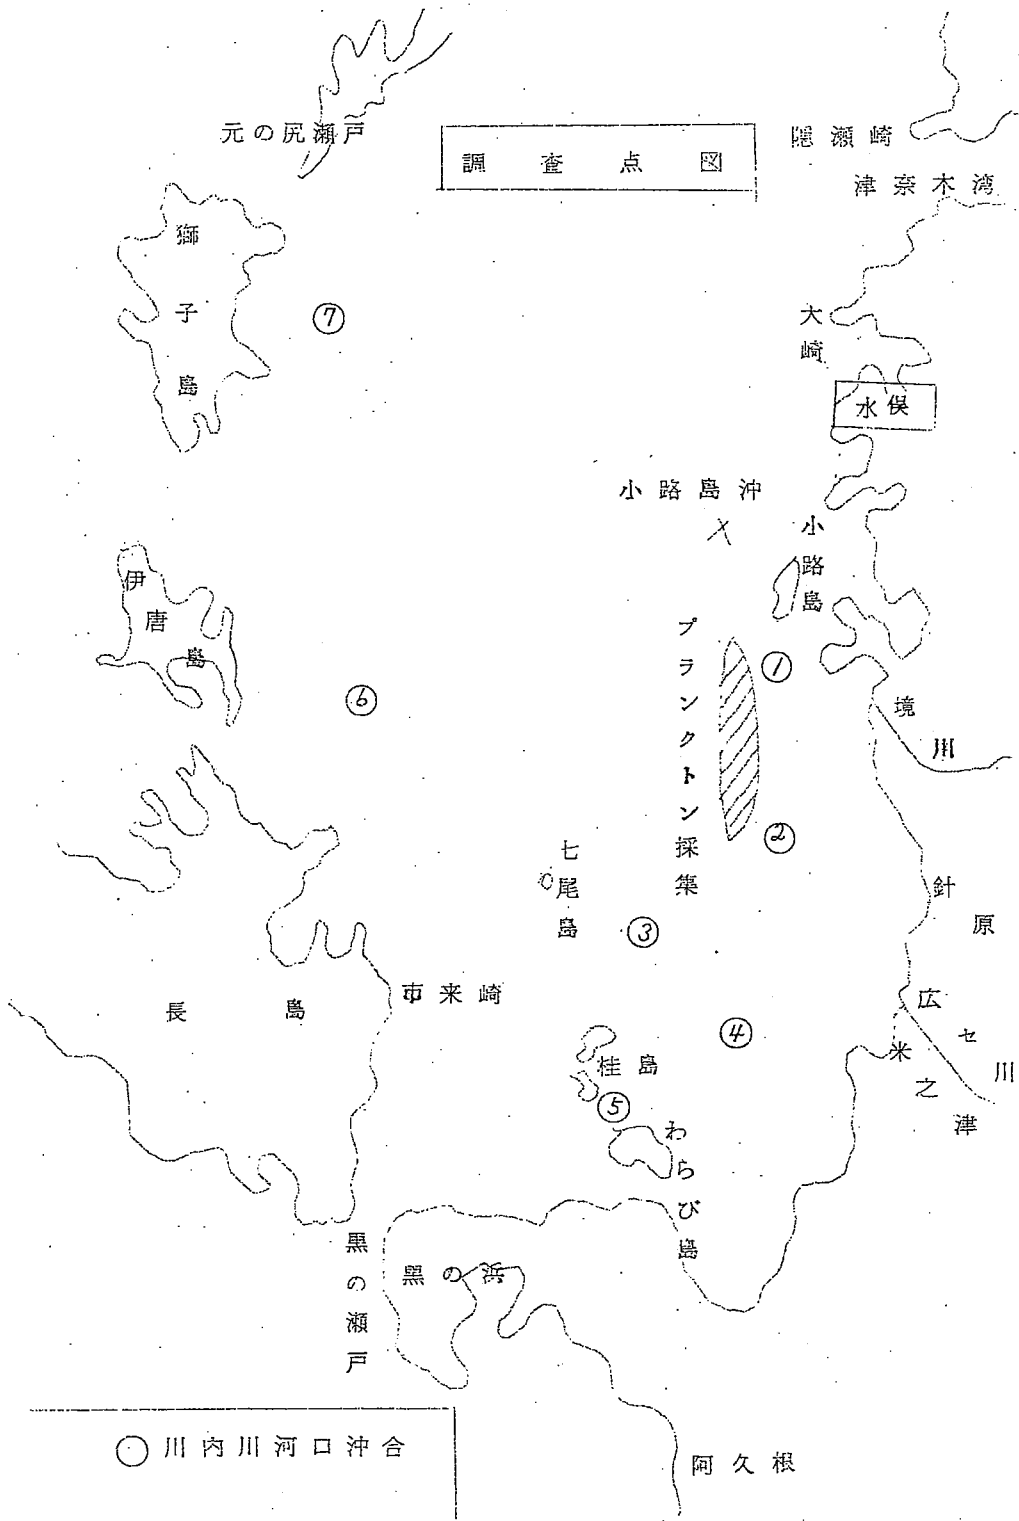 調査点図
元の尻瀬戸
隠瀬崎
津奈木湾
獅子島
⑦
大崎
水俣
小路島沖
小路島
伊唐島
プランクトン採集
①
⑥
境川
②
七尾島
③
針原
長島
市来崎
④
広セ川
米之津
桂島
⑤
わらび島
黒の瀬戸
黒の浜
○川内川河口沖合
阿久根